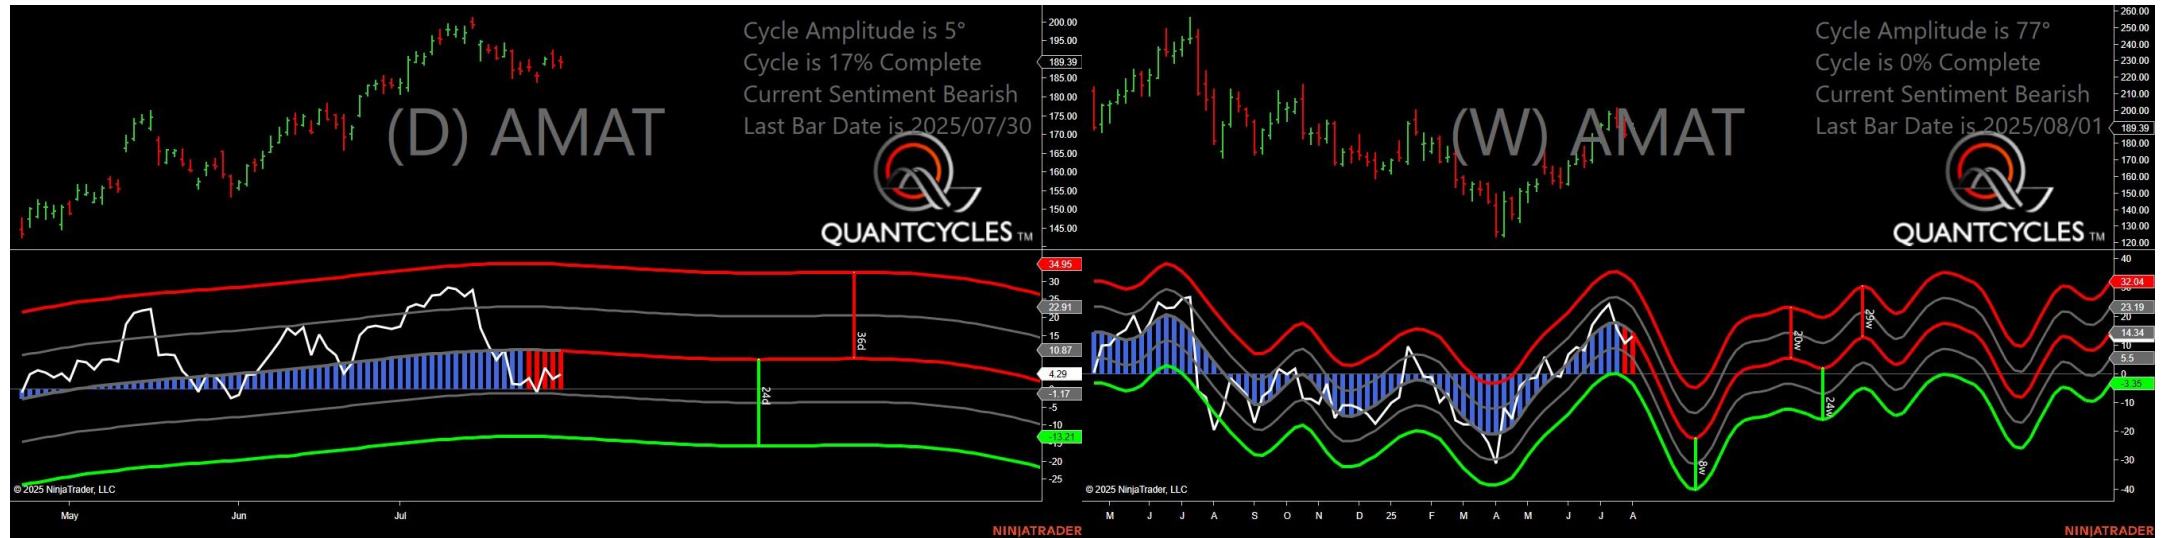 Cycle Amplitude is 5°
Cycle is 17% Complete
Current Sentiment Bearish
Last Bar Date is 2025/07/30
(D) AMAT
QUANTCYCLES TM
200.00
195.00
189.39
185.00
180.00
175.00
170.00
165.00
160.00
155.00
150.00
145.00
34.95
30
25
22.91
20
15
10.87
4.29
-1.17
-5
-10
-13.21
-20
-25
36d
24d
© 2025 NinjaTrader, LLC
May Jun Jul
NINJATRADER
Cycle Amplitude is 77°
Cycle is 0% Complete
Current Sentiment Bearish
Last Bar Date is 2025/08/01
(W) AMAT
QUANTCYCLES TM
260.00
250.00
240.00
230.00
220.00
210.00
200.00
189.39
180.00
170.00
160.00
150.00
140.00
130.00
120.00
40
32.04
23.19
20
14.34
10
5.5
0
-3.35
-10
-20
-30
-40
20w
29w
24w
8w
© 2025 NinjaTrader, LLC
M J J A S O N D 25 F M A M J J A
NINJATRADER